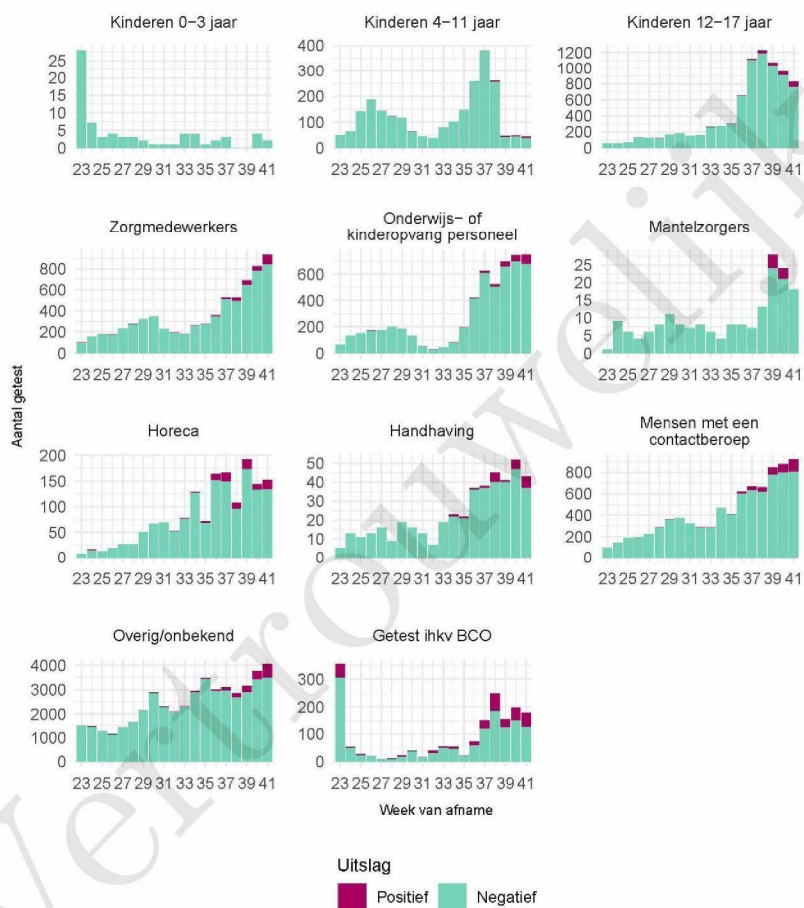 Kinderen 0−3 jaar
Kinderen 4−11 jaar
Kinderen 12−17 jaar
25
20
15
10
5
0
23 25 27 29 31 33 35 37 39 41
400
300
200
100
0
23 25 27 29 31 33 35 37 39 41
1200
1000
800
600
400
200
0
23 25 27 29 31 33 35 37 39 41
Zorgmedewerkers
Onderwijs− of
kinderopvang personeel
Mantelzorgers
800
600
400
200
0
23 25 27 29 31 33 35 37 39 41
600
400
200
0
23 25 27 29 31 33 35 37 39 41
25
20
15
10
5
0
23 25 27 29 31 33 35 37 39 41
Aantal getest
Horeca
Handhaving
Mensen met een
contactberoep
200
150
100
50
0
23 25 27 29 31 33 35 37 39 41
50
40
30
20
10
0
23 25 27 29 31 33 35 37 39 41
800
600
400
200
0
23 25 27 29 31 33 35 37 39 41
Overig/onbekend
Getest ihkv BCO
4000
3000
2000
1000
0
23 25 27 29 31 33 35 37 39 41
300
200
100
0
23 25 27 29 31 33 35 37 39 41
Week van afname
Uitslag
Positief
Negatief
Vertrouwelijk